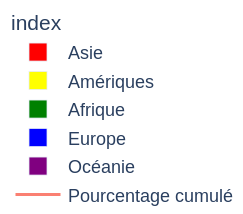 index
Asie
Amériques
Afrique
Europe
Océanie
Pourcentage cumulé